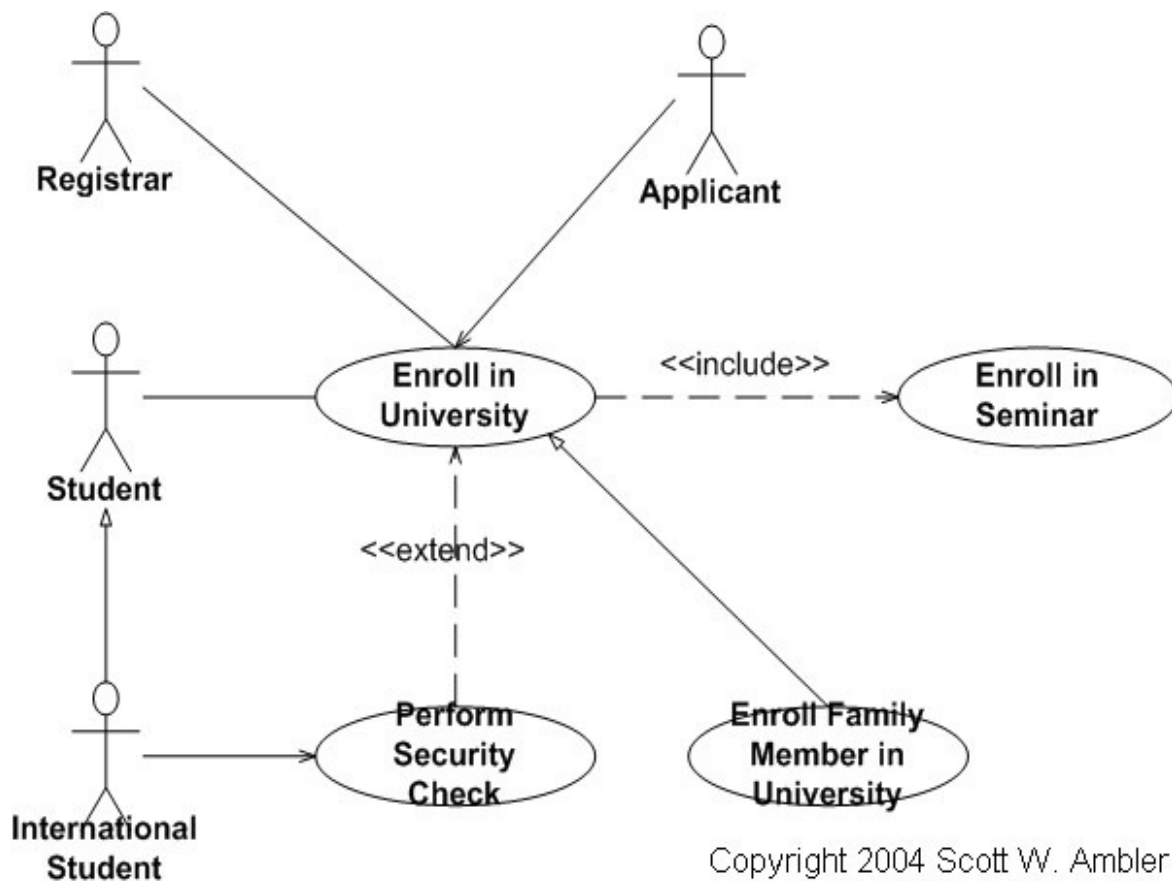 Registrar
Applicant
Enroll in
University
<<include>>
Enroll in
Seminar
Student
<<extend>>
Perform
Security
Check
Enroll Family
Member in
University
International
Student
Copyright 2004 Scott W. Ambler